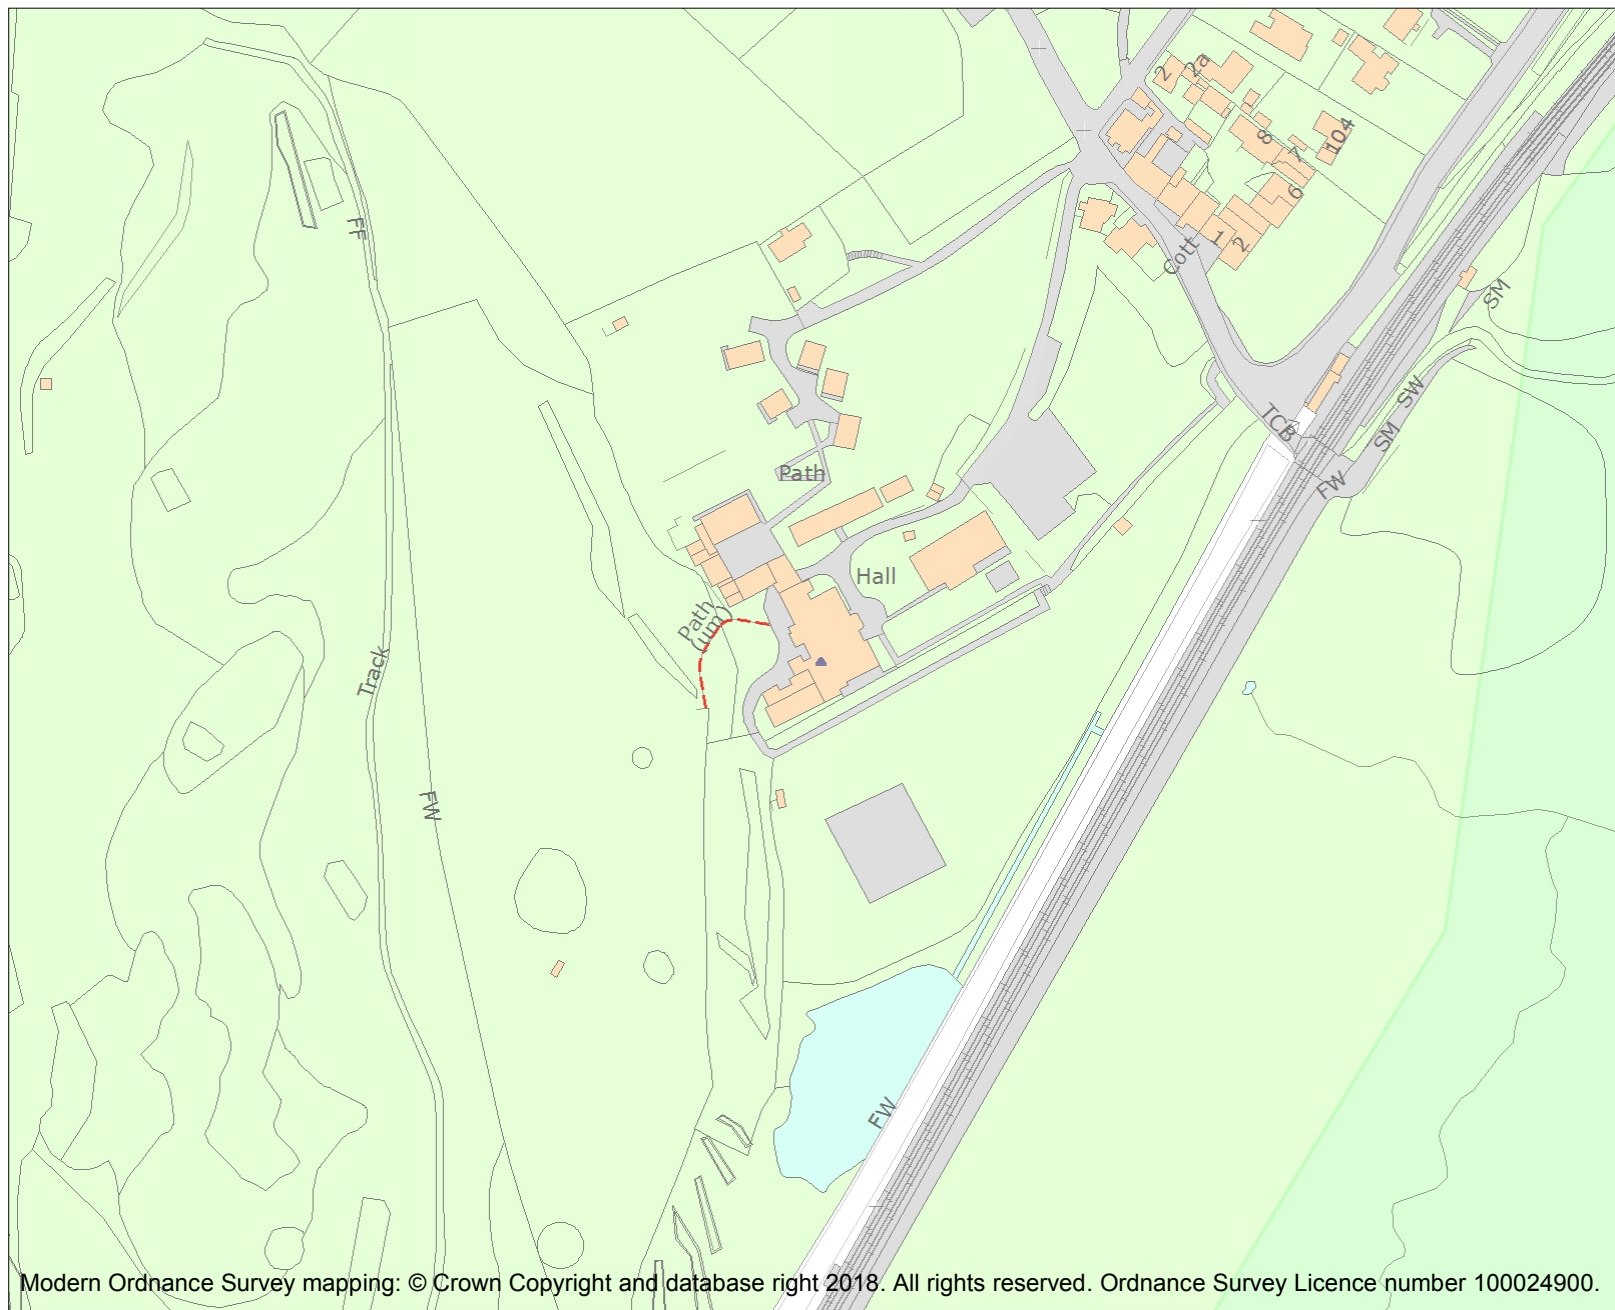 2
2a
8
7
104
6
1
2
Cott
FF
SM
TCB
SW
SM
FW
Path
Hall
Path
(um)
Track
FW
FW
Modern Ordnance Survey mapping: © Crown Copyright and database right 2018. All rights reserved. Ordnance Survey Licence number 100024900.